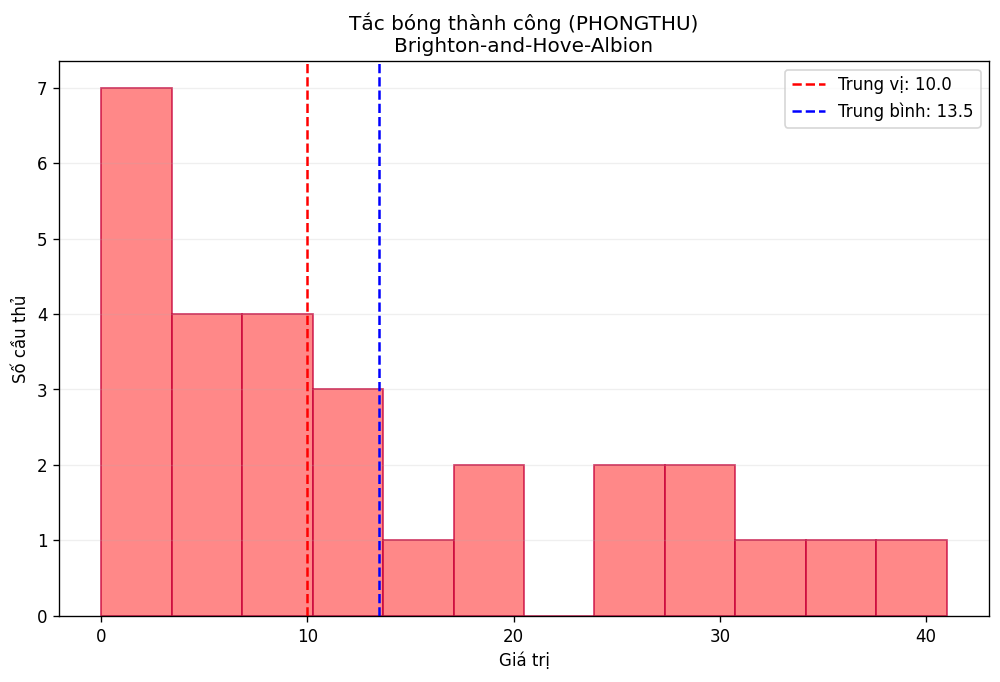 Tắc bóng thành công (PHONGTHU)
Brighton-and-Hove-Albion
Trung vị: 10.0
Trung bình: 13.5
Số cầu thủ
7
6
5
4
3
2
1
0
0 10 20 30 40
Giá trị